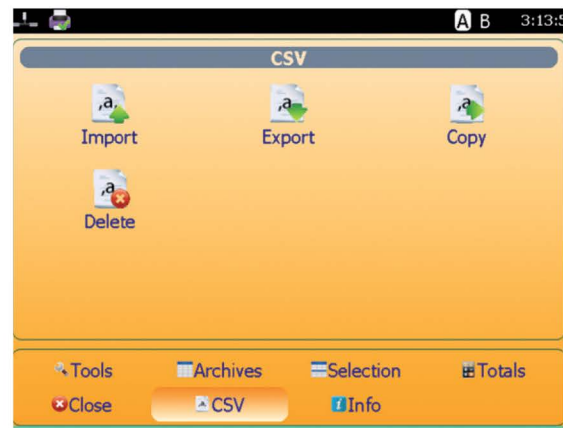 A B 3:13:5
CSV
Import Export Copy
Delete
Tools Archives Selection Totals
Close CSV Info